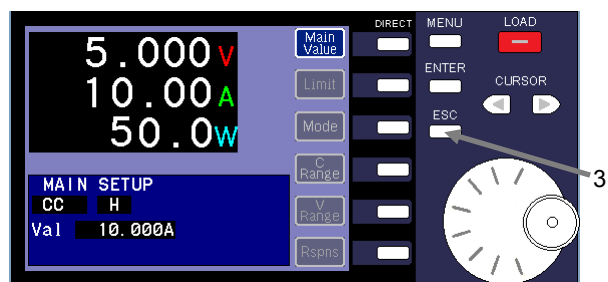 DIRECT MENU LOAD
5.000V
Main Value
10.00A
Limit
ENTER
CURSOR
50.0W
Mode
ESC
C Range
3
MAIN SETUP
CC H
V Range
Val 10.000A
Rspns